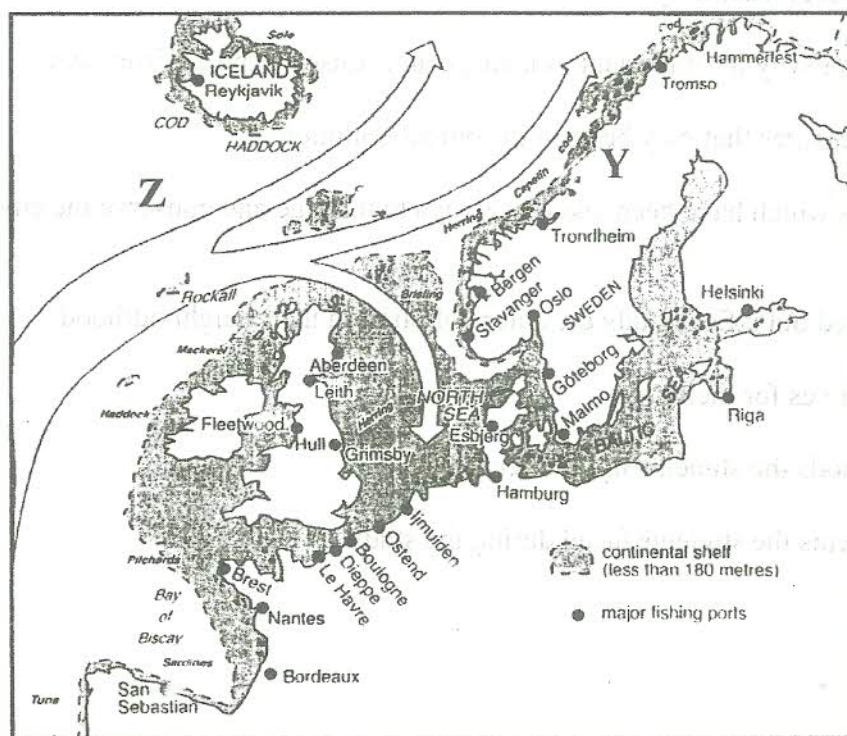 Sole
ICELAND
Reykjavik
COD
HADDOCK
Hammerfest
Tromso
Z
Y
cod
Capelin
Herring
Trondheim
Rockall
Brisling
Bergen
Stavanger
Oslo
SWEDEN
Helsinki
Mackerel
Aberdeen
Leith
Haddock
Fleetwood
Herring
NORTH
SEA
Göteborg
Malmo
BALTIC
SEA
Riga
Hull
Grimsby
Esbjerg
Hamburg
Ijmuiden
Ostend
Boulogne
Dieppe
Le Havre
Pilchards
Brest
Bay
of
Biscay
Nantes
Sardines
Bordeaux
Tuna
San
Sebastian
continental shelf
(less than 180 metres)
major fishing ports